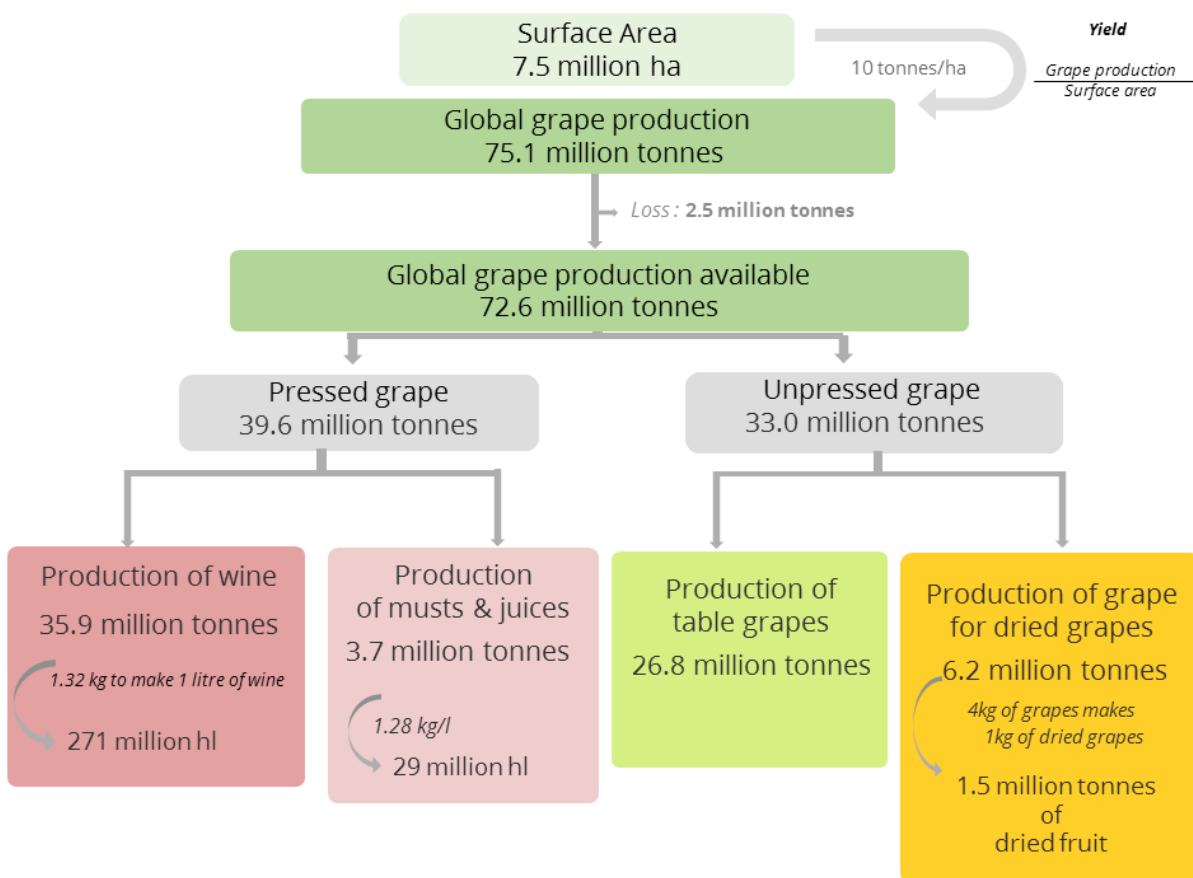 Surface Area
7.5 million ha
10 tonnes/ha
Yield
Grape production
Surface area
Global grape production
75.1 million tonnes
Loss : 2.5 million tonnes
Global grape production available
72.6 million tonnes
Pressed grape
39.6 million tonnes
Unpressed grape
33.0 million tonnes
Production of wine
35.9 million tonnes
1.32 kg to make 1 litre of wine
271 million hl
Production
of musts & juices
3.7 million tonnes
1.28 kg/l
29 million hl
Production of
table grapes
26.8 million tonnes
Production of grape
for dried grapes
6.2 million tonnes
4kg of grapes makes
1kg of dried grapes
1.5 million tonnes
of
dried fruit